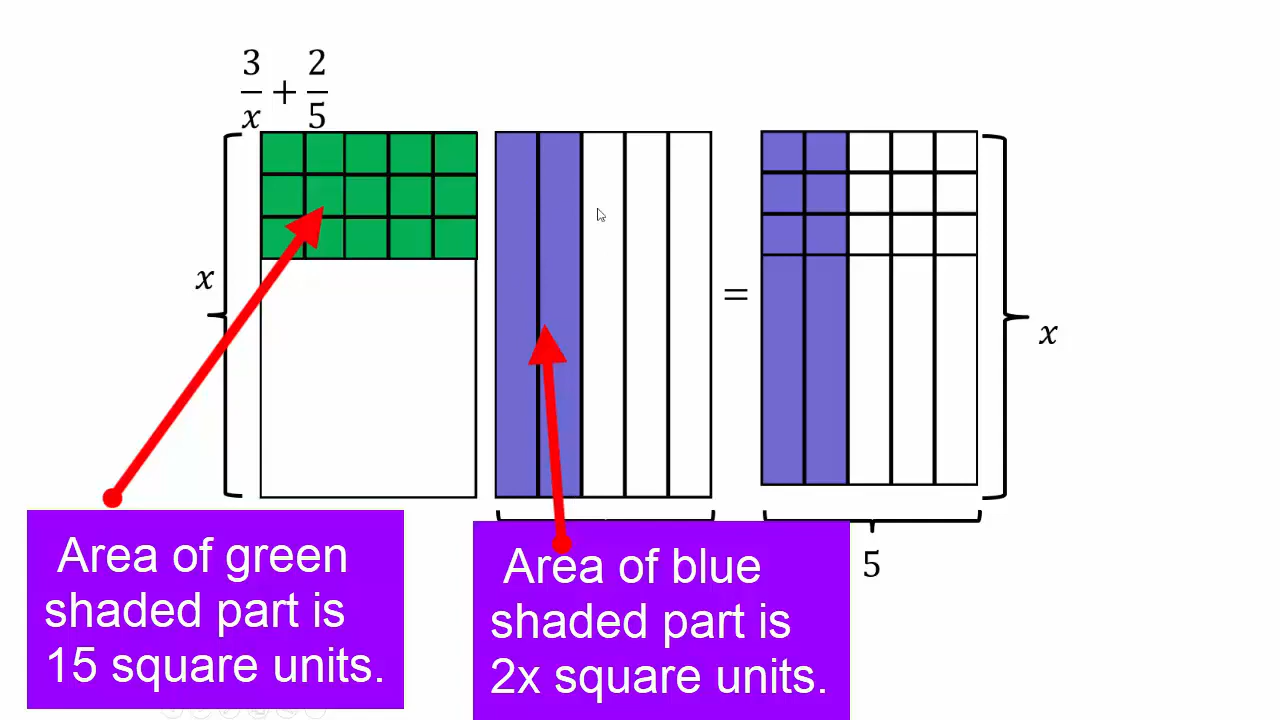 3/x + 2/5
x
=
x
5
Area of green
shaded part is
15 square units.
Area of blue
shaded part is
2x square units.